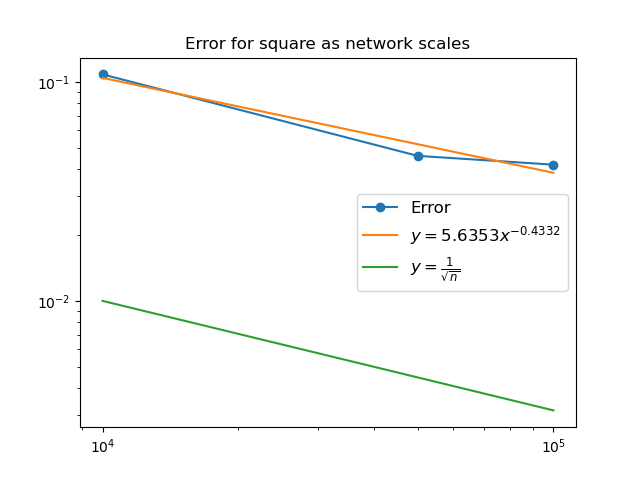 Error for square as network scales
10⁻¹
10⁻²
Error
y = 5.6353x⁻⁰·⁴³³²
y = 1/√n
10⁴
10⁵